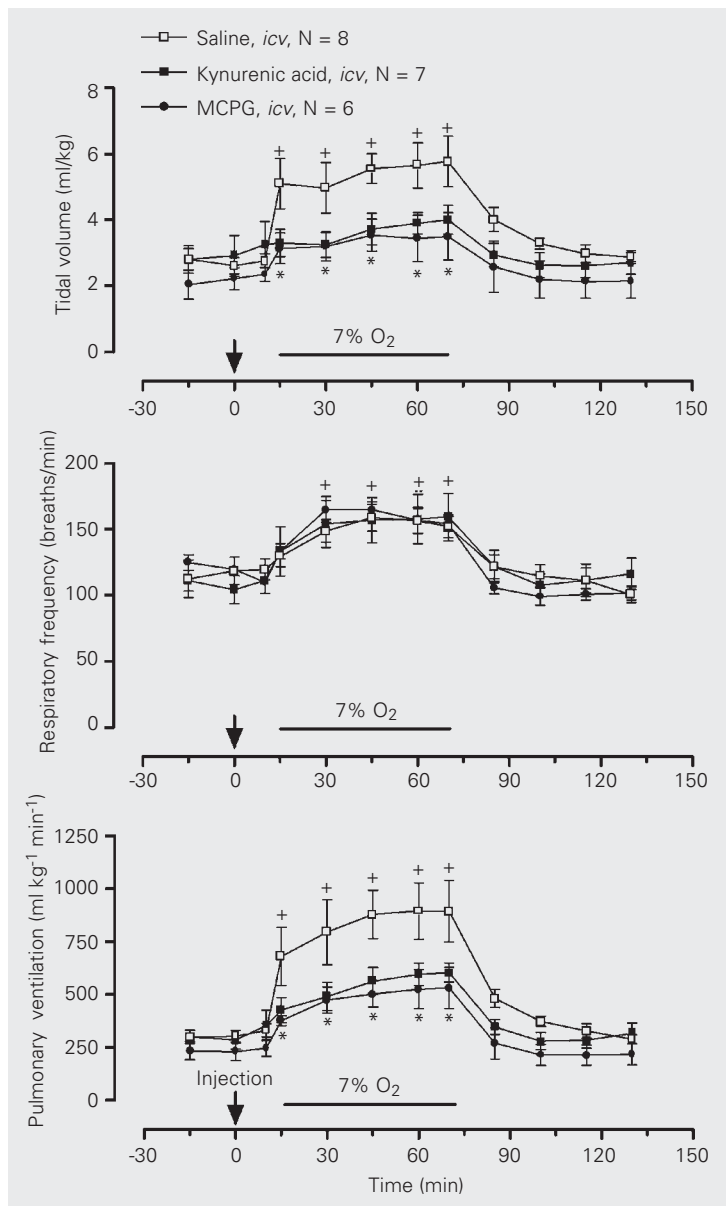 Saline, icv, N = 8
Kynurenic acid, icv, N = 7
MCPG, icv, N = 6
Tidal volume (ml/kg)
8
6
4
2
0
+ + + + +
* * * * *
7% O₂
-30 0 30 60 90 120 150
Respiratory frequency (breaths/min)
200
150
100
50
0
+ + + +
7% O₂
-30 0 30 60 90 120 150
Pulmonary ventilation (ml kg⁻¹ min⁻¹)
1250
1000
750
500
250
0
+ + + + +
* * * * *
Injection
7% O₂
-30 0 30 60 90 120 150
Time (min)